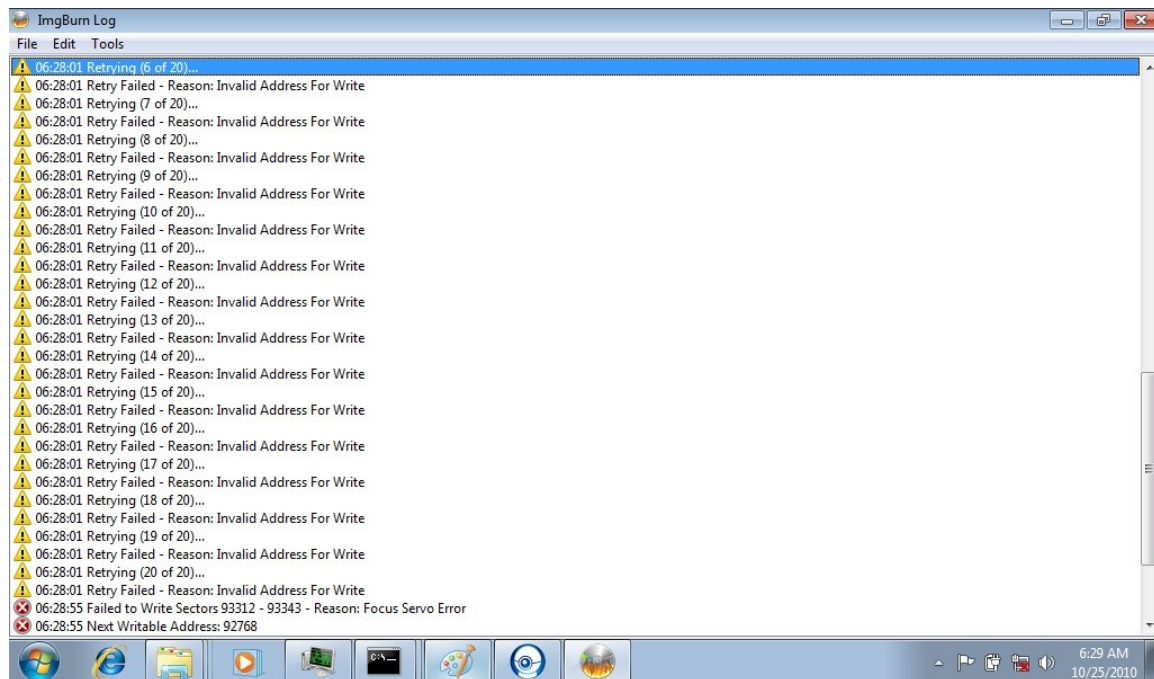 ImgBurn Log
File Edit Tools
06:28:01 Retrying (6 of 20)...
06:28:01 Retry Failed - Reason: Invalid Address For Write
06:28:01 Retrying (7 of 20)...
06:28:01 Retry Failed - Reason: Invalid Address For Write
06:28:01 Retrying (8 of 20)...
06:28:01 Retry Failed - Reason: Invalid Address For Write
06:28:01 Retrying (9 of 20)...
06:28:01 Retry Failed - Reason: Invalid Address For Write
06:28:01 Retrying (10 of 20)...
06:28:01 Retry Failed - Reason: Invalid Address For Write
06:28:01 Retrying (11 of 20)...
06:28:01 Retry Failed - Reason: Invalid Address For Write
06:28:01 Retrying (12 of 20)...
06:28:01 Retry Failed - Reason: Invalid Address For Write
06:28:01 Retrying (13 of 20)...
06:28:01 Retry Failed - Reason: Invalid Address For Write
06:28:01 Retrying (14 of 20)...
06:28:01 Retry Failed - Reason: Invalid Address For Write
06:28:01 Retrying (15 of 20)...
06:28:01 Retry Failed - Reason: Invalid Address For Write
06:28:01 Retrying (16 of 20)...
06:28:01 Retry Failed - Reason: Invalid Address For Write
06:28:01 Retrying (17 of 20)...
06:28:01 Retry Failed - Reason: Invalid Address For Write
06:28:01 Retrying (18 of 20)...
06:28:01 Retry Failed - Reason: Invalid Address For Write
06:28:01 Retrying (19 of 20)...
06:28:01 Retry Failed - Reason: Invalid Address For Write
06:28:01 Retrying (20 of 20)...
06:28:01 Retry Failed - Reason: Invalid Address For Write
06:28:55 Failed to Write Sectors 93312 - 93343 - Reason: Focus Servo Error
06:28:55 Next Writable Address: 92768
C:\_
6:29 AM
10/25/2010